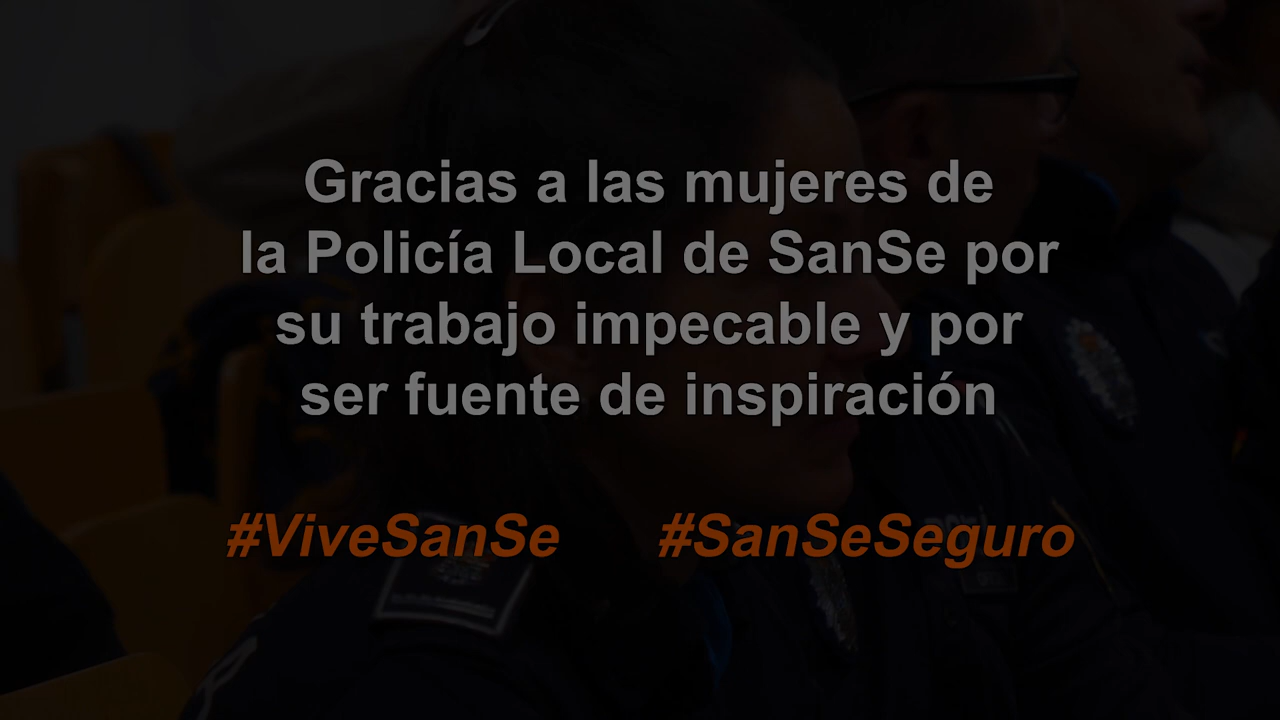 Gracias a las mujeres de
la Policía Local de SanSe por
su trabajo impecable y por
ser fuente de inspiración
#ViveSanSe #SanSeSeguro